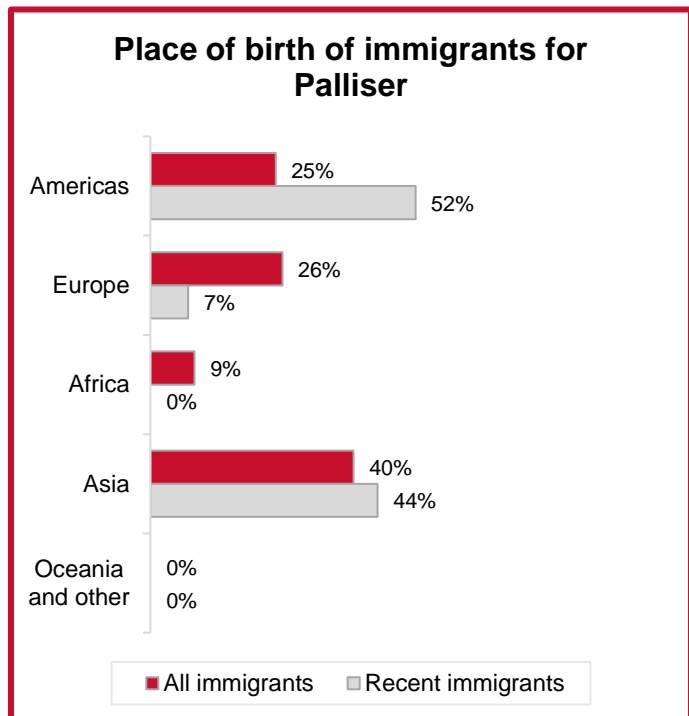 Place of birth of immigrants for
Palliser
Americas
25%
52%
Europe
26%
7%
Africa
9%
0%
Asia
40%
44%
Oceania
and other
0%
0%
All immigrants
Recent immigrants